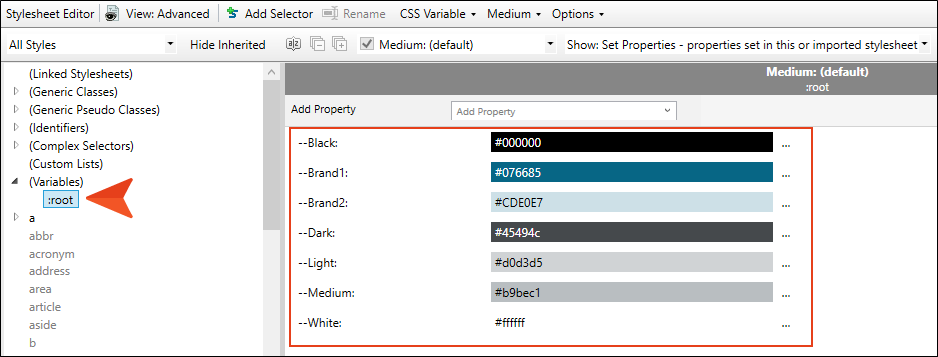 Stylesheet Editor View: Advanced Add Selector Rename CSS Variable Medium Options
All Styles Hide Inherited Medium: (default) Show: Set Properties - properties set in this or imported stylesheet
(Linked Stylesheets)
(Generic Classes)
(Generic Pseudo Classes)
(Identifiers)
(Complex Selectors)
(Custom Lists)
(Variables)
:root
a
abbr
acronym
address
area
article
aside
b
Medium: (default)
:root
Add Property Add Property
--Black: #000000 ...
--Brand1: #076685 ...
--Brand2: #CDE0E7 ...
--Dark: #45494c ...
--Light: #d0d3d5 ...
--Medium: #b9bec1 ...
--White: #ffffff ...